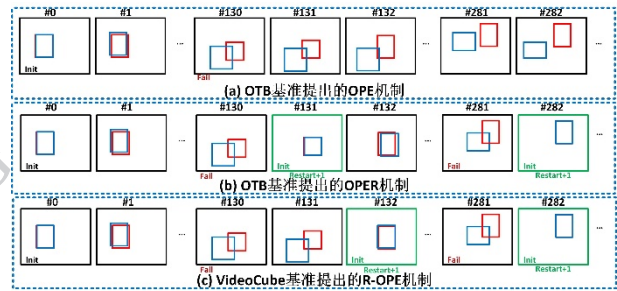 #0 #1 #130 #131 #132 #281 #282
... ...
Init Fail
(a) OTB基准提出的OPE机制
#0 #1 #130 #131 #132 #281 #282
... ... ...
Init Fail Init Fail Init
Restart+1 Restart+1
(b) OTB基准提出的OPER机制
#0 #1 #130 #131 #132 #281 #282
... ... ...
Init Fail Init Fail Init
Restart+1 Restart+1
(c) VideoCube基准提出的R-OPE机制